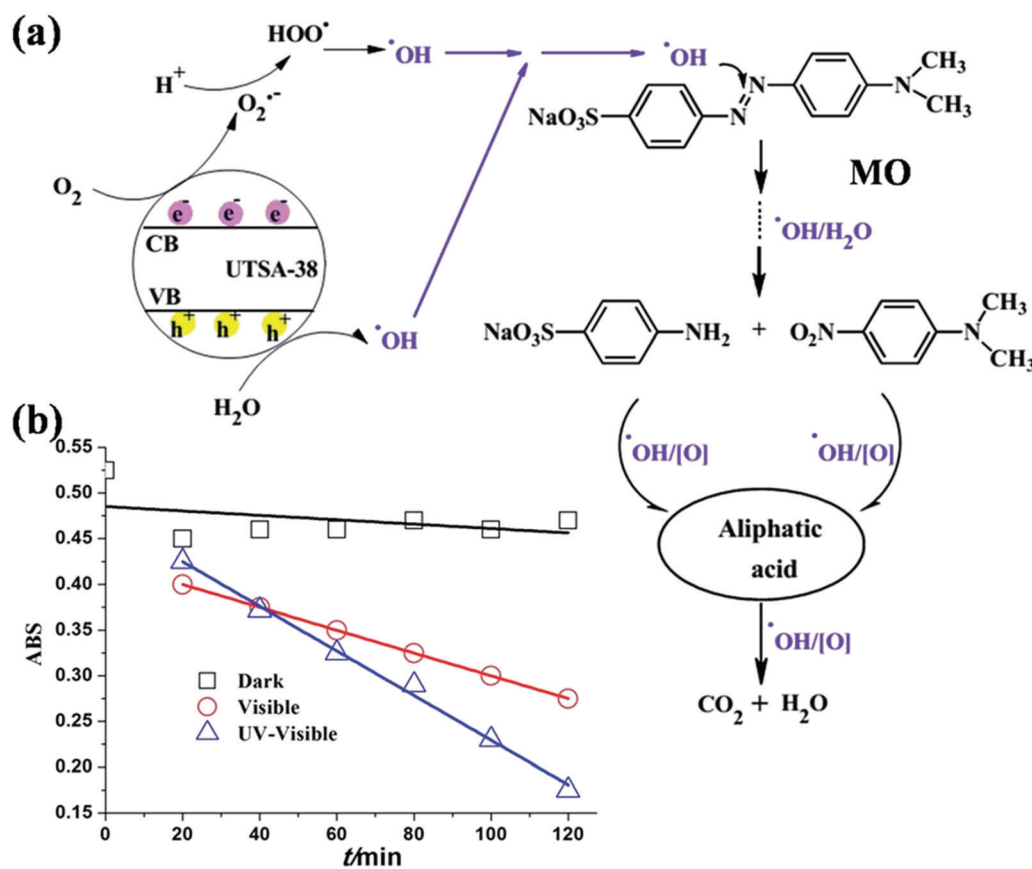 (a)
HOO•
•OH
•OH
H⁺
O₂•⁻
O₂
e⁻ e⁻ e⁻
CB
UTSA-38
VB
h⁺ h⁺ h⁺
•OH
H₂O
NaO₃S
N
N
N
CH₃
CH₃
MO
•OH/H₂O
NaO₃S
NH₂
+
O₂N
N
CH₃
CH₃
•OH/[O]
•OH/[O]
Aliphatic
acid
•OH/[O]
CO₂ + H₂O
(b)
0.55
0.50
0.45
0.40
0.35
0.30
0.25
0.20
0.15
ABS
Dark
Visible
UV-Visible
0 20 40 60 80 100 120
t/min